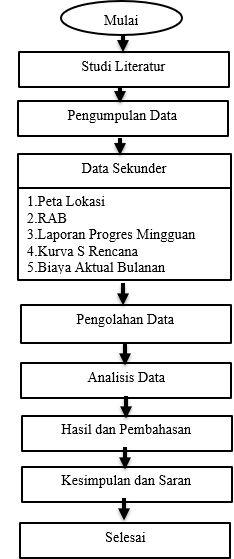 Mulai
Studi Literatur
Pengumpulan Data
Data Sekunder
1.Peta Lokasi
2.RAB
3.Laporan Progres Mingguan
4.Kurva S Rencana
5.Biaya Aktual Bulanan
Pengolahan Data
Analisis Data
Hasil dan Pembahasan
Kesimpulan dan Saran
Selesai